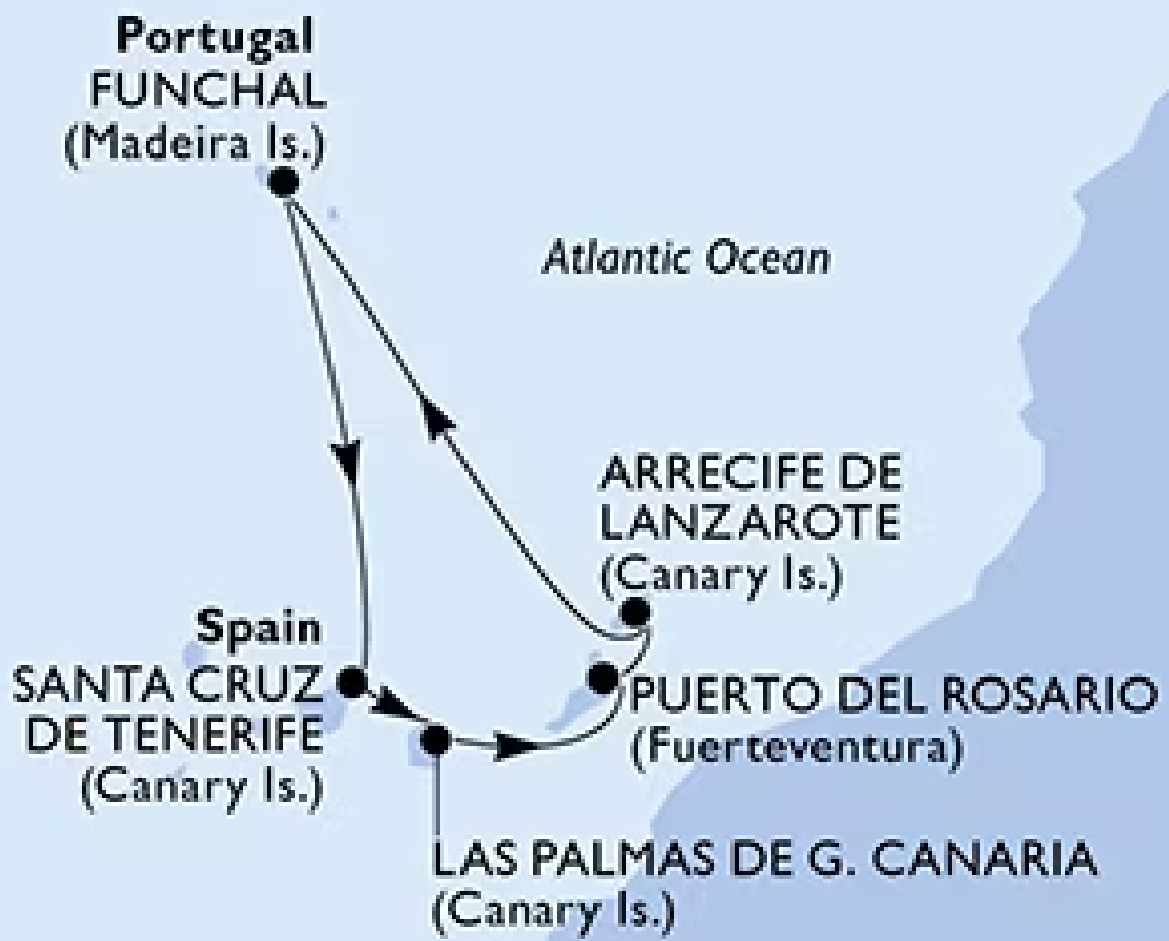 Portugal
FUNCHAL
(Madeira Is.)
Atlantic Ocean
ARRECIFE DE
LANZAROTE
(Canary Is.)
Spain
SANTA CRUZ
DE TENERIFE
(Canary Is.)
PUERTO DEL ROSARIO
(Fuerteventura)
LAS PALMAS DE G. CANARIA
(Canary Is.)